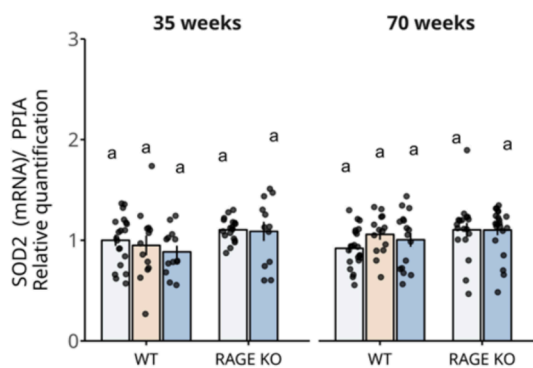 35 weeks
70 weeks
SOD2 (mRNA)/ PPIA
Relative quantification
3
2
1
0
a
a
a
a
a
a
a
a
a
a
WT
RAGE KO
WT
RAGE KO